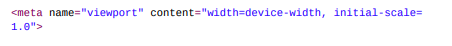 <meta name="viewport" content="width=device-width, initial-scale=
1.0">